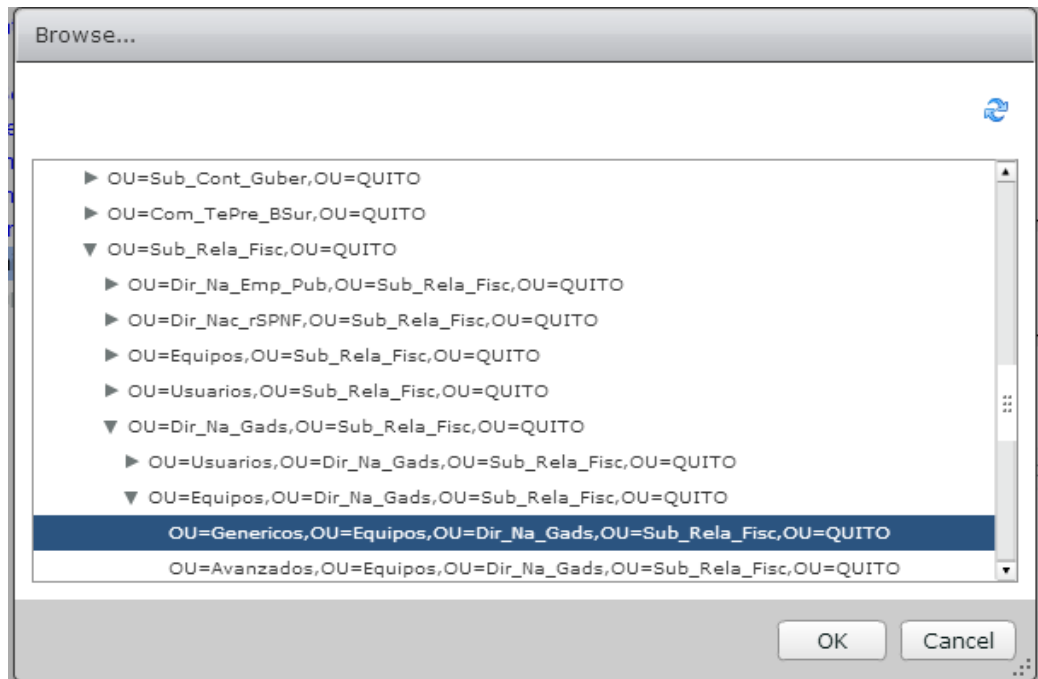 Browse...
OU=Sub_Cont_Guber,OU=QUITO
OU=Com_TePre_BSur,OU=QUITO
OU=Sub_Rela_Fisc,OU=QUITO
OU=Dir_Na_Emp_Pub,OU=Sub_Rela_Fisc,OU=QUITO
OU=Dir_Nac_rSPNF,OU=Sub_Rela_Fisc,OU=QUITO
OU=Equipos,OU=Sub_Rela_Fisc,OU=QUITO
OU=Usuarios,OU=Sub_Rela_Fisc,OU=QUITO
OU=Dir_Na_Gads,OU=Sub_Rela_Fisc,OU=QUITO
OU=Usuarios,OU=Dir_Na_Gads,OU=Sub_Rela_Fisc,OU=QUITO
OU=Equipos,OU=Dir_Na_Gads,OU=Sub_Rela_Fisc,OU=QUITO
OU=Genericos,OU=Equipos,OU=Dir_Na_Gads,OU=Sub_Rela_Fisc,OU=QUITO
OU=Avanzados,OU=Equipos,OU=Dir_Na_Gads,OU=Sub_Rela_Fisc,OU=QUITO
OK Cancel